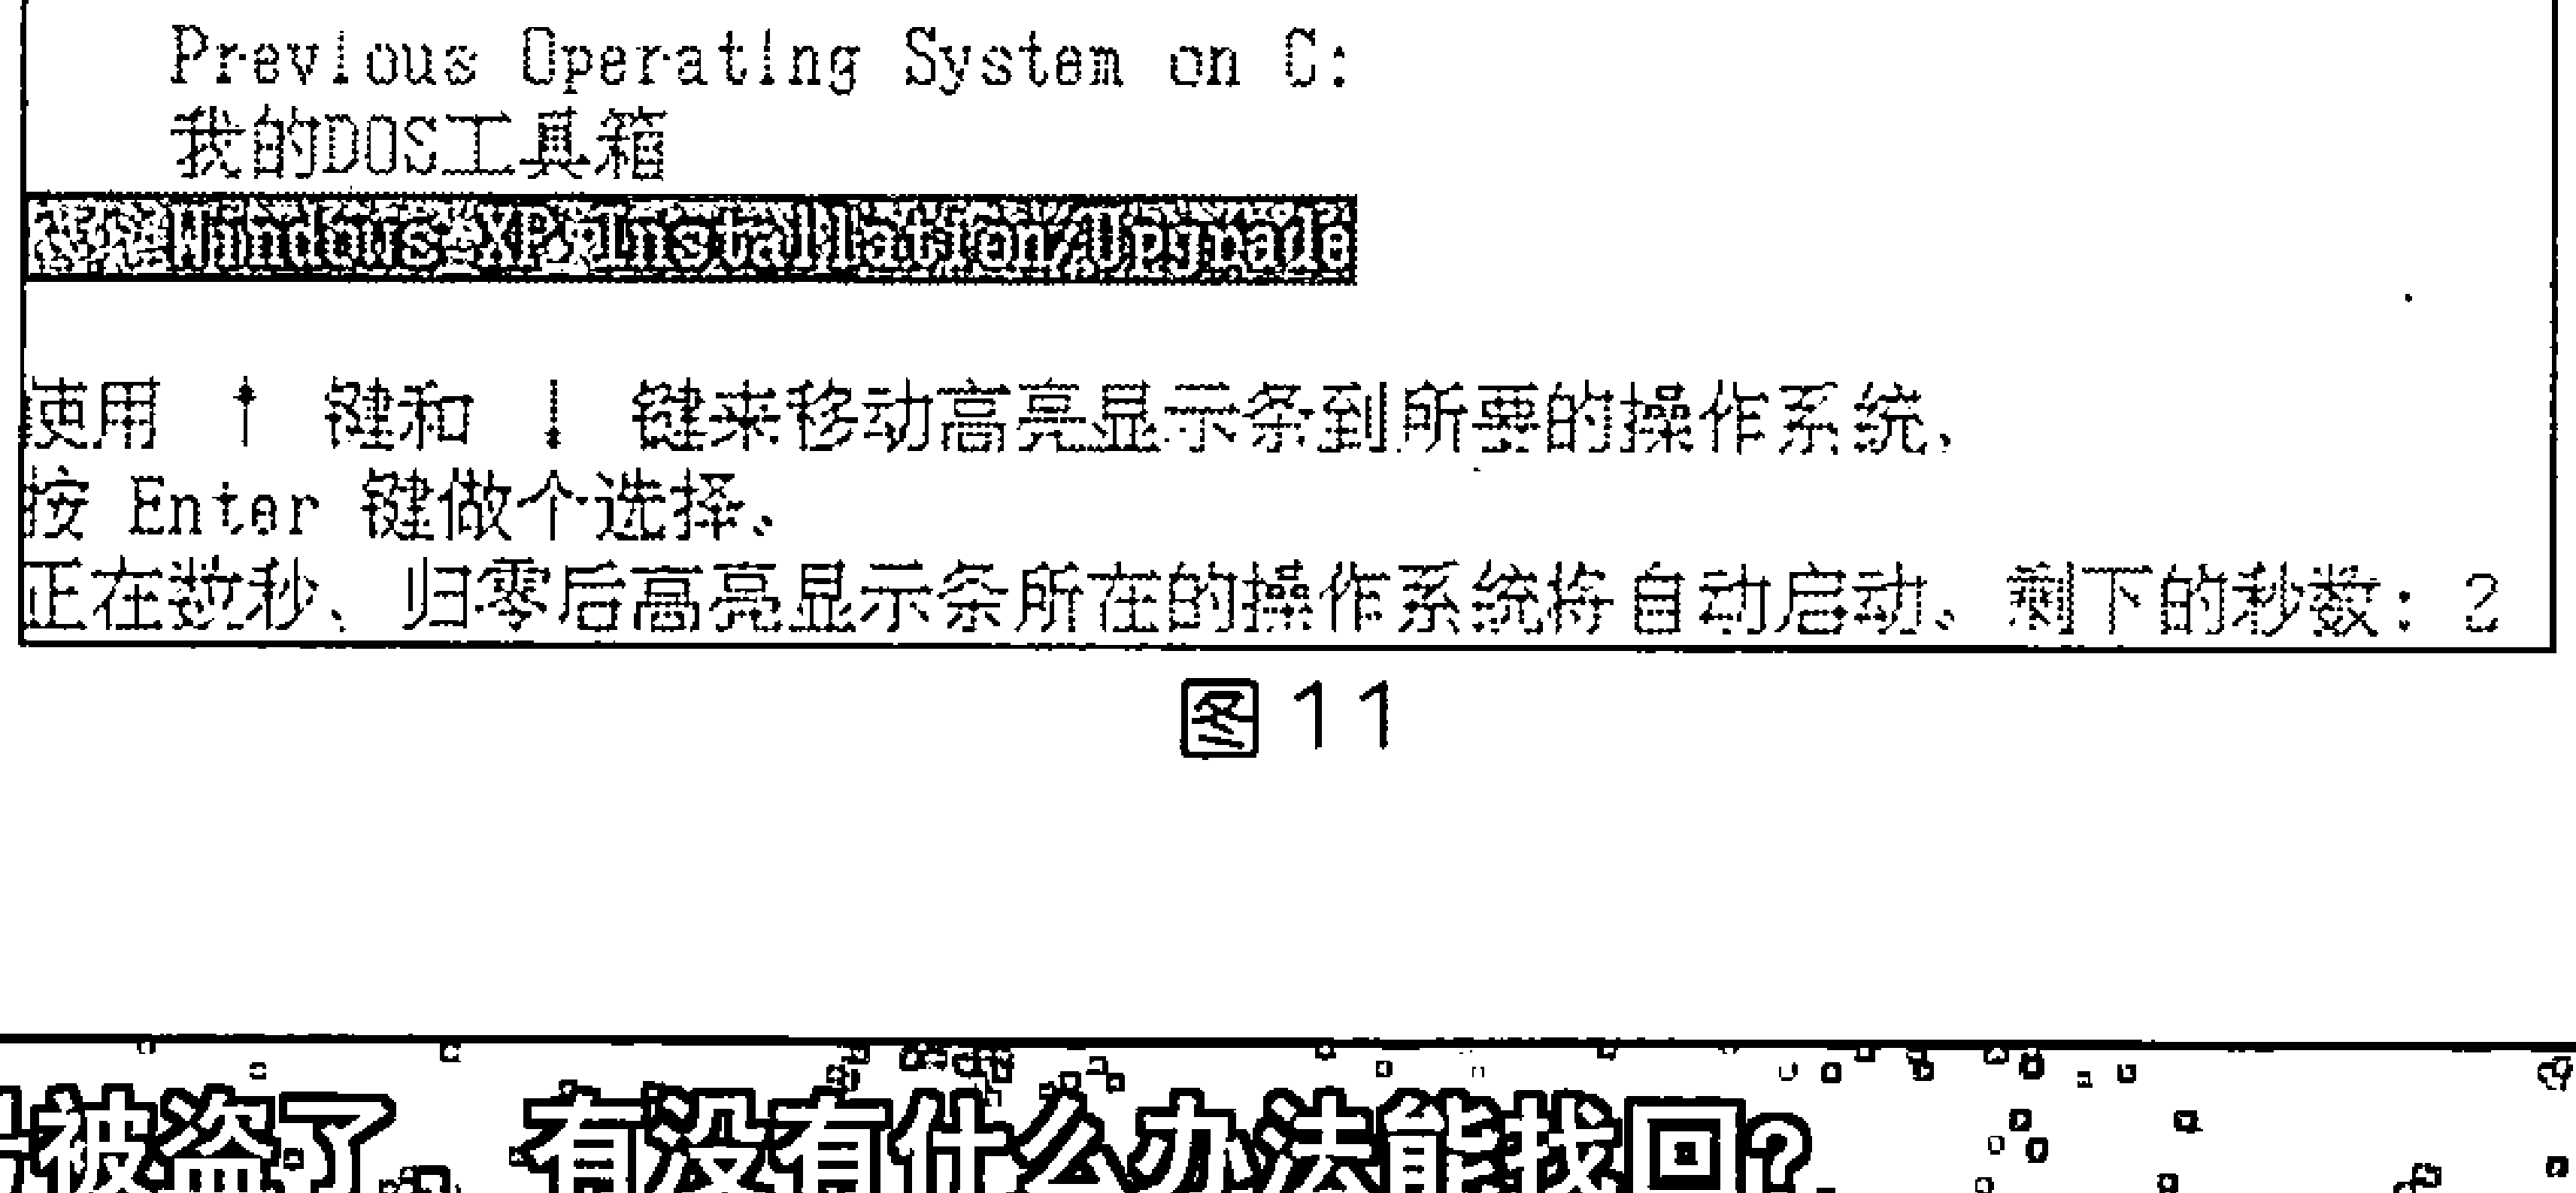 Previous Operating System on C:
我的DOS工具箱
Windows XP Installation/Upgrade
使用 ↑ 键和 ↓ 键来移动高亮显示条到所要的操作系统、
按 Enter 键做个选择、
正在数秒、归零后高亮显示条所在的操作系统将自动启动、剩下的秒数: 2
图11
被盗了，有没有什么办法能找回?